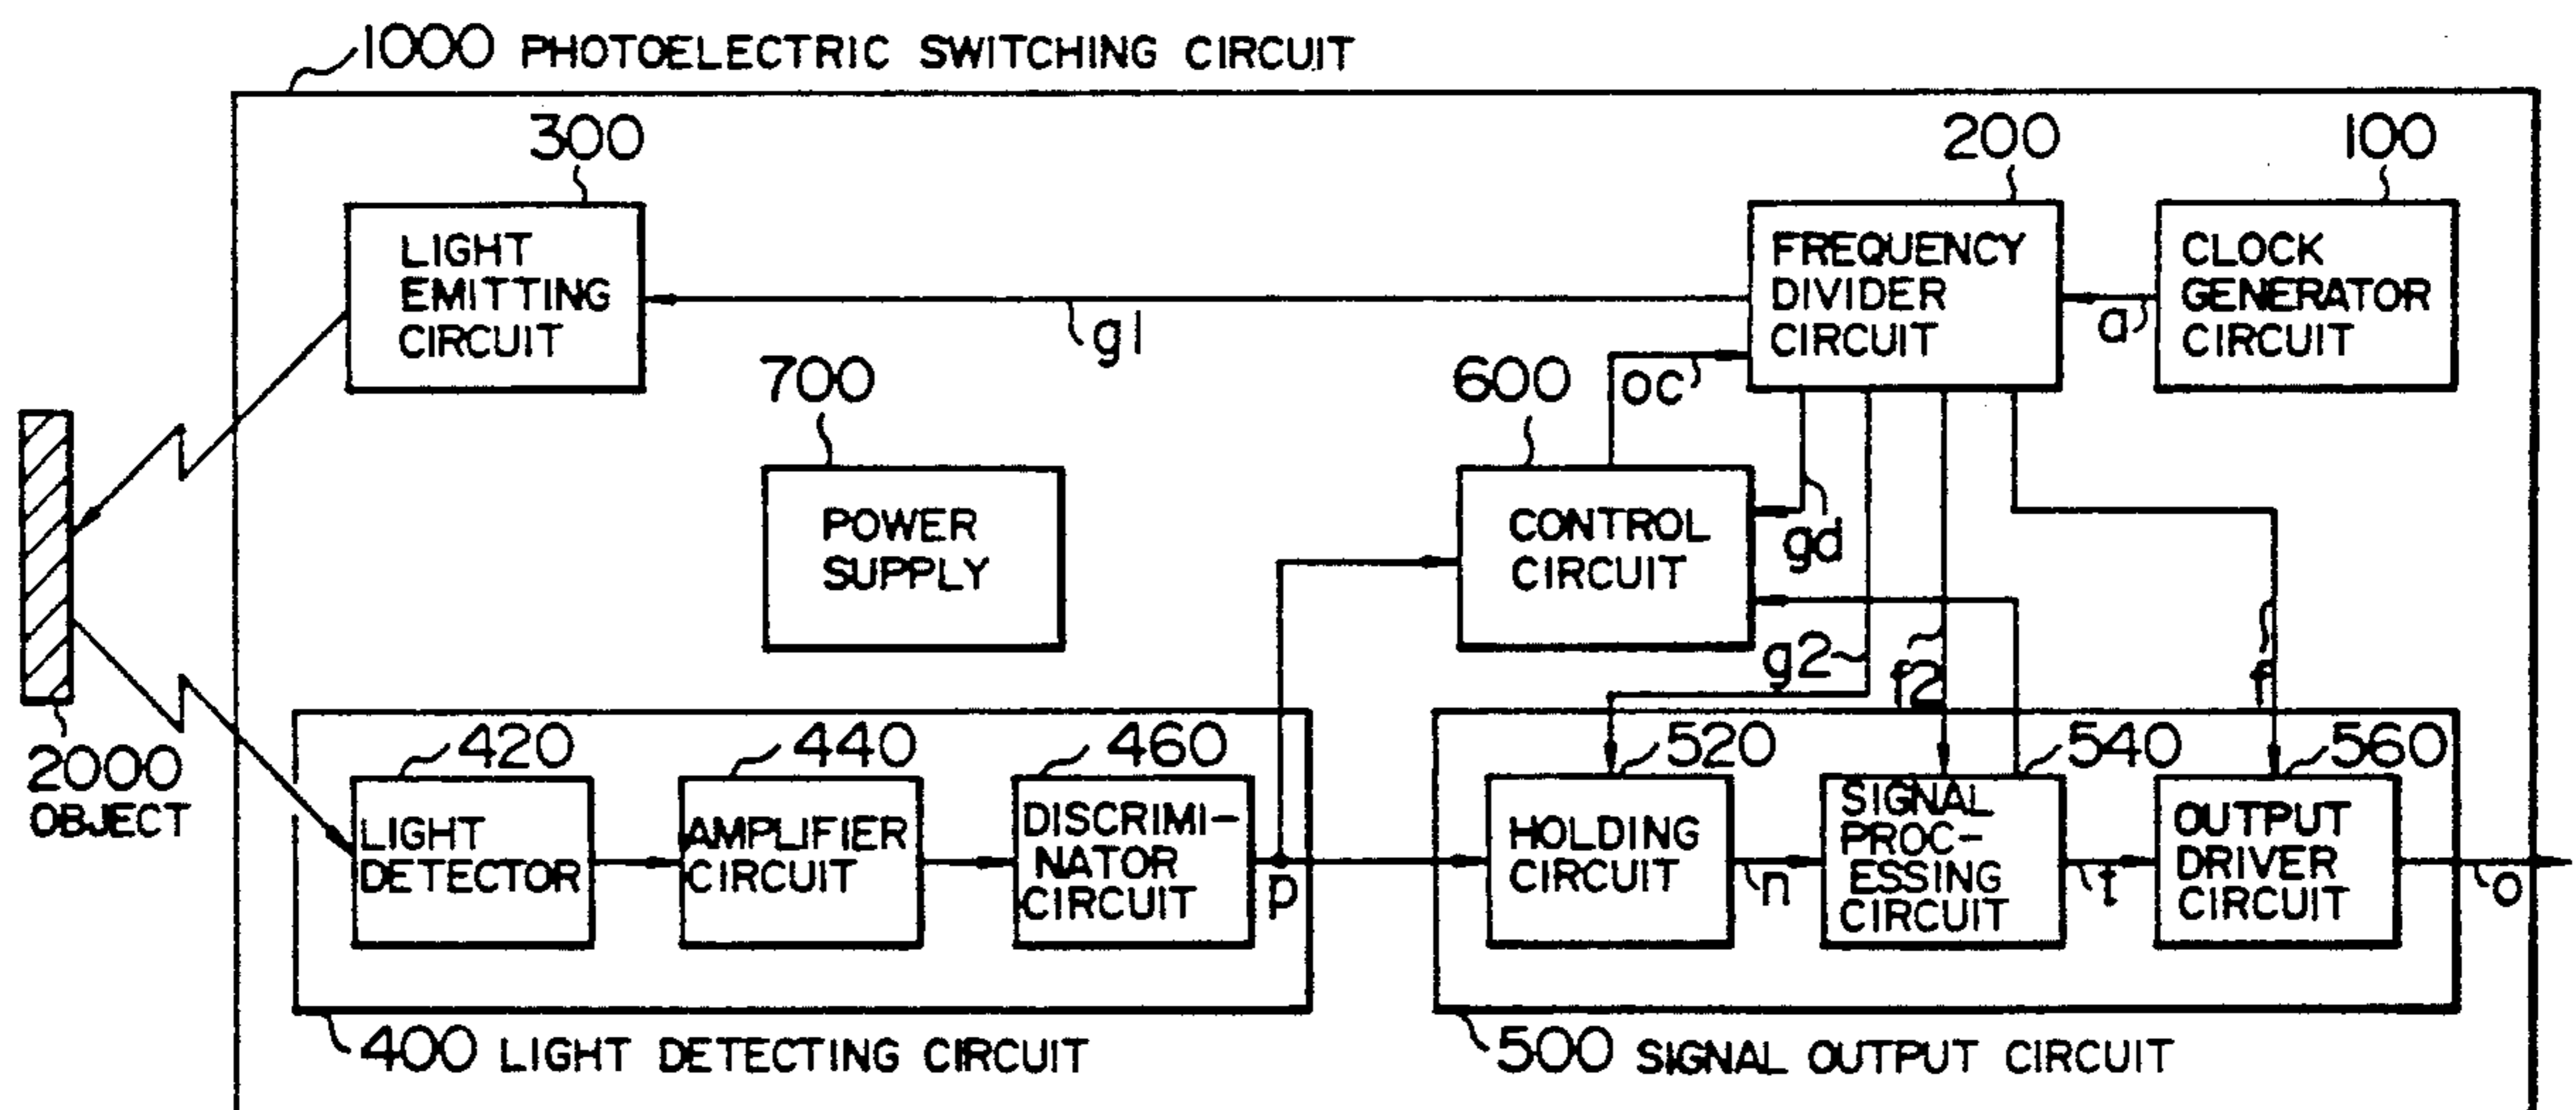 1000 PHOTOELECTRIC SWITCHING CIRCUIT
300
200
100
LIGHT
EMITTING
CIRCUIT
FREQUENCY
DIVIDER
CIRCUIT
CLOCK
GENERATOR
CIRCUIT
a
g1
oc
700
600
POWER
SUPPLY
CONTROL
CIRCUIT
gd
g2
f2
f
2000
OBJECT
420
440
460
520
540
560
LIGHT
DETECTOR
AMPLIFIER
CIRCUIT
DISCRIMI-
NATOR
CIRCUIT
p
HOLDING
CIRCUIT
n
SIGNAL
PROC-
ESSING
CIRCUIT
t
OUTPUT
DRIVER
CIRCUIT
o
400 LIGHT DETECTING CIRCUIT
500 SIGNAL OUTPUT CIRCUIT